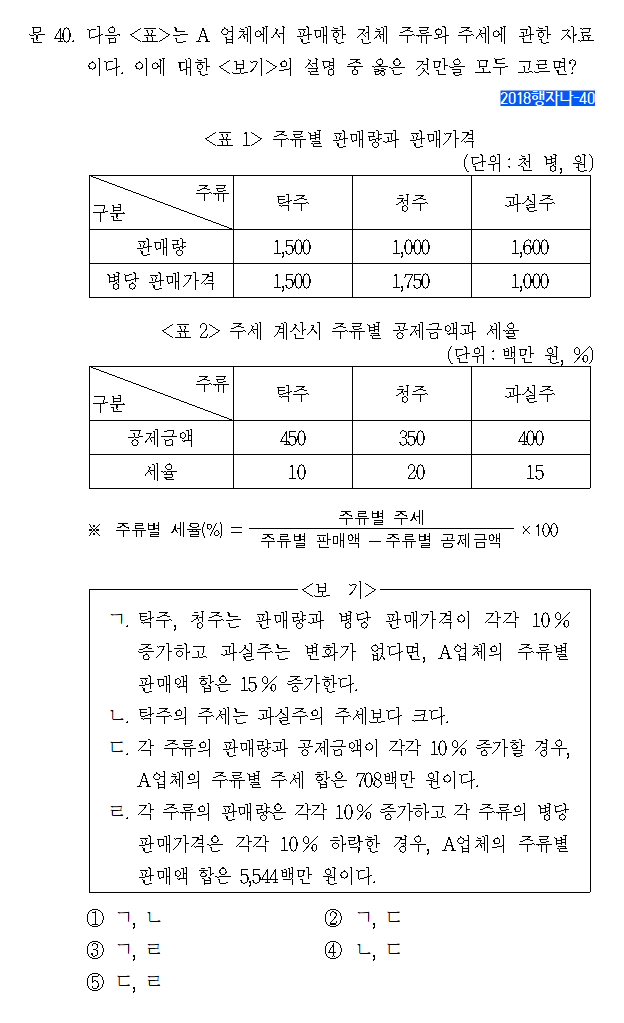 문 40. 다음 <표>는 A 업체에서 판매한 전체 주류와 주세에 관한 자료
이다. 이에 대한 <보기>의 설명 중 옳은 것만을 모두 고르면?
2018행자나-40
<표 1> 주류별 판매량과 판매가격
(단위 : 천 병, 원)
주류
구분
탁주 청주 과실주
판매량 1,500 1,000 1,600
병당 판매가격 1,500 1,750 1,000
<표 2> 주세 계산시 주류별 공제금액과 세율
(단위 : 백만 원, %)
주류
구분
탁주 청주 과실주
공제금액 450 350 400
세율 10 20 15
주류별 주세
※ 주류별 세율(%) = ×100
주류별 판매액 - 주류별 공제금액
<보 기>
ㄱ. 탁주, 청주는 판매량과 병당 판매가격이 각각 10%
증가하고 과실주는 변화가 없다면, A업체의 주류별
판매액 합은 15% 증가한다.
ㄴ. 탁주의 주세는 과실주의 주세보다 크다.
ㄷ. 각 주류의 판매량과 공제금액이 각각 10% 증가할 경우,
A업체의 주류별 주세 합은 708백만 원이다.
ㄹ. 각 주류의 판매량은 각각 10% 증가하고 각 주류의 병당
판매가격은 각각 10% 하락한 경우, A업체의 주류별
판매액 합은 5,544백만 원이다.
① ㄱ, ㄴ ② ㄱ, ㄷ
③ ㄱ, ㄹ ④ ㄴ, ㄷ
⑤ ㄷ, ㄹ